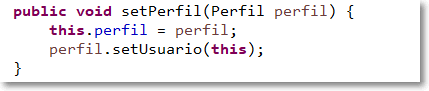 public void setPerfil(Perfil perfil) {
    this.perfil = perfil;
    perfil.setUsuario(this);
}